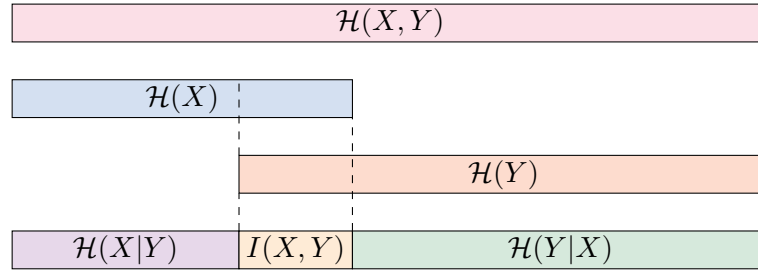 ℋ(X, Y)
ℋ(X)
ℋ(Y)
ℋ(X|Y) I(X, Y) ℋ(Y|X)